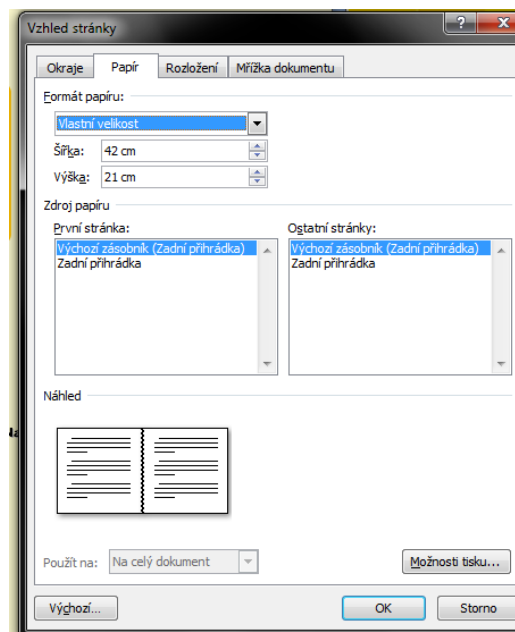 Vzhled stránky
Okraje Papír Rozložení Mřížka dokumentu
Formát papíru:
Vlastní velikost
Šířka: 42 cm
Výška: 21 cm
Zdroj papíru
První stránka: Ostatní stránky:
Výchozí zásobník (Zadní přihrádka) Výchozí zásobník (Zadní přihrádka)
Zadní přihrádka Zadní přihrádka
Náhled
Použít na: Na celý dokument Možnosti tisku...
Výchozí... OK Storno